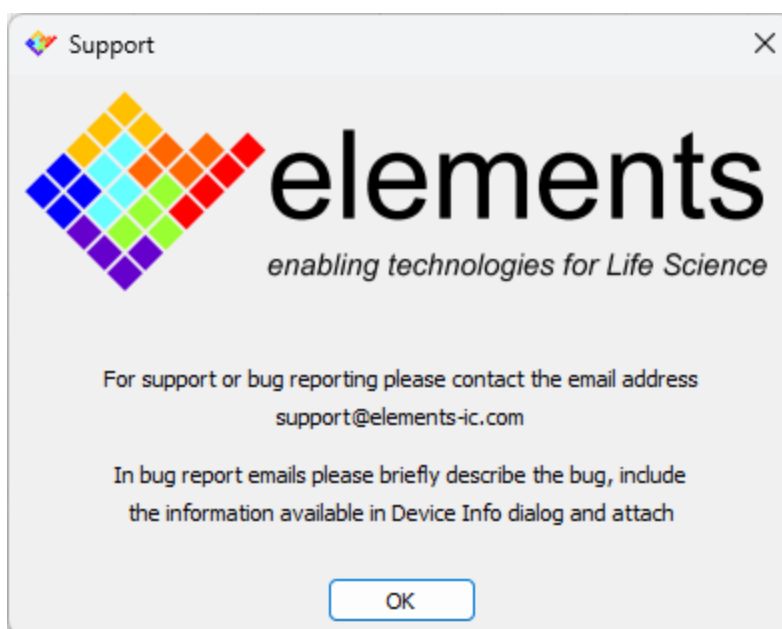 Support
elements
enabling technologies for Life Science
For support or bug reporting please contact the email address
support@elements-ic.com
In bug report emails please briefly describe the bug, include
the information available in Device Info dialog and attach
OK